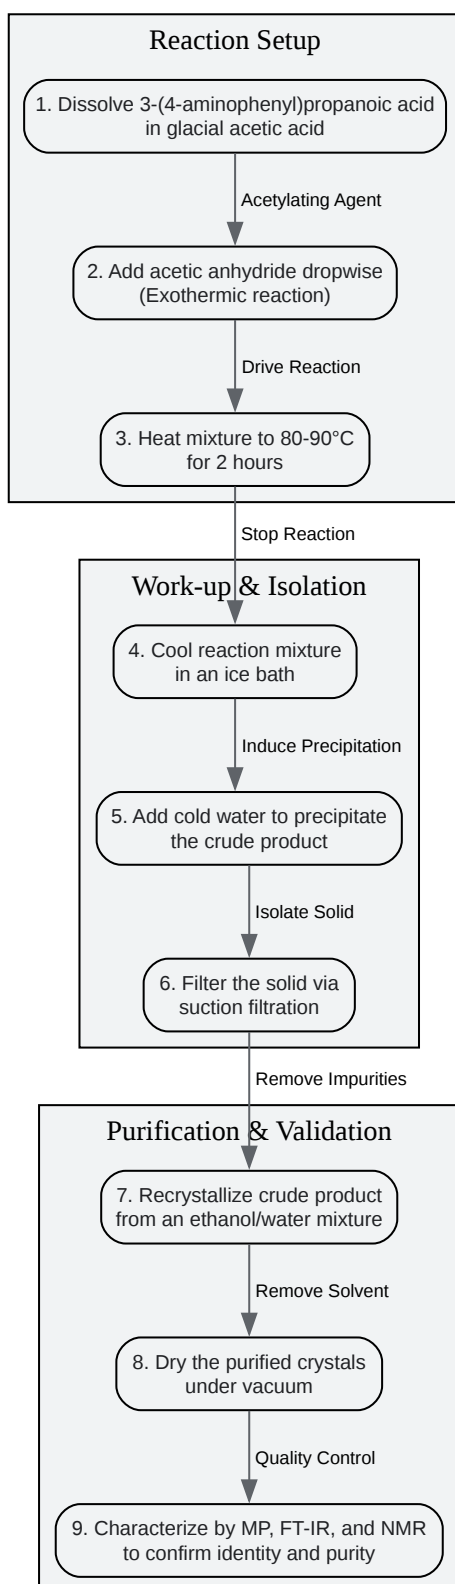 Reaction Setup
1. Dissolve 3-(4-aminophenyl)propanoic acid
in glacial acetic acid
Acetylating Agent
2. Add acetic anhydride dropwise
(Exothermic reaction)
Drive Reaction
3. Heat mixture to 80-90°C
for 2 hours
Stop Reaction
Work-up & Isolation
4. Cool reaction mixture
in an ice bath
Induce Precipitation
5. Add cold water to precipitate
the crude product
Isolate Solid
6. Filter the solid via
suction filtration
Remove Impurities
Purification & Validation
7. Recrystallize crude product
from an ethanol/water mixture
Remove Solvent
8. Dry the purified crystals
under vacuum
Quality Control
9. Characterize by MP, FT-IR, and NMR
to confirm identity and purity